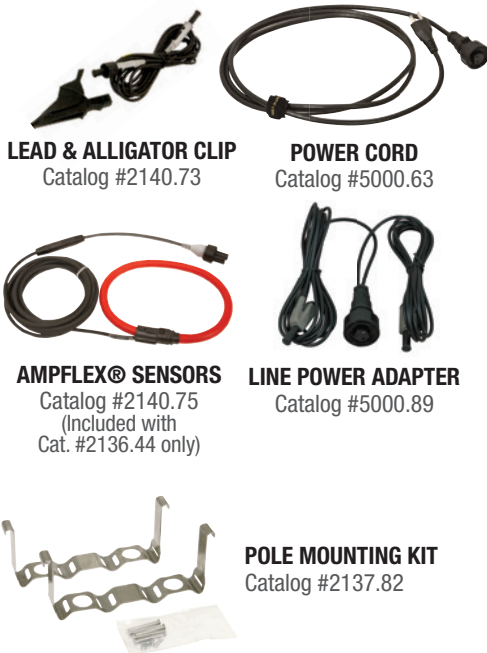 LEAD & ALLIGATOR CLIP
Catalog #2140.73
POWER CORD
Catalog #5000.63
AMPFLEX® SENSORS
Catalog #2140.75
(Included with
Cat. #2136.44 only)
LINE POWER ADAPTER
Catalog #5000.89
POLE MOUNTING KIT
Catalog #2137.82